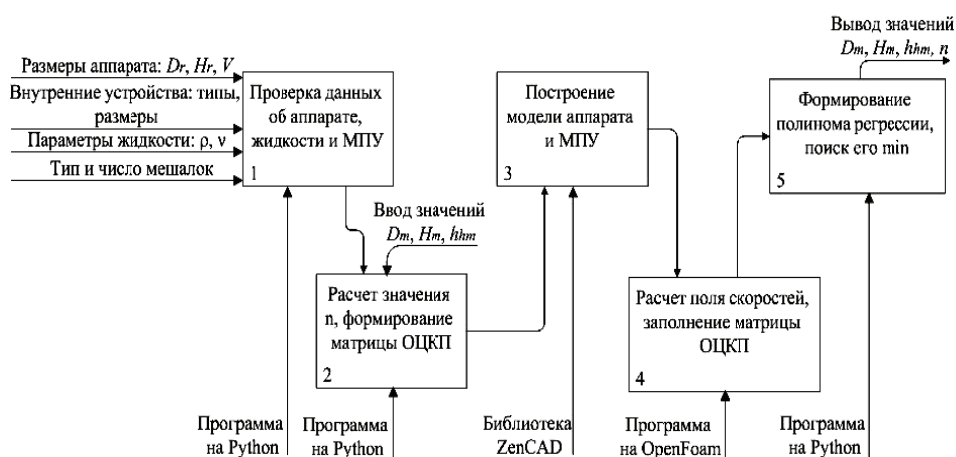 Размеры аппарата: Dr, Hr, V
Внутренние устройства: типы,
размеры
Параметры жидкости: ρ, ν
Тип и число мешалок
Проверка данных
об аппарате,
жидкости и МПУ
1
Ввод значений
Dm, Hm, hhm
Расчет значения
n, формирование
матрицы ОЦКП
2
Построение
модели аппарата
и МПУ
3
Расчет поля скоростей,
заполнение матрицы
ОЦКП
4
Вывод значений
Dm, Hm, hhm, n
Формирование
полинома регрессии,
поиск его min
5
Программа
на Python
Программа
на Python
Библиотека
ZenCAD
Программа
на OpenFoam
Программа
на Python